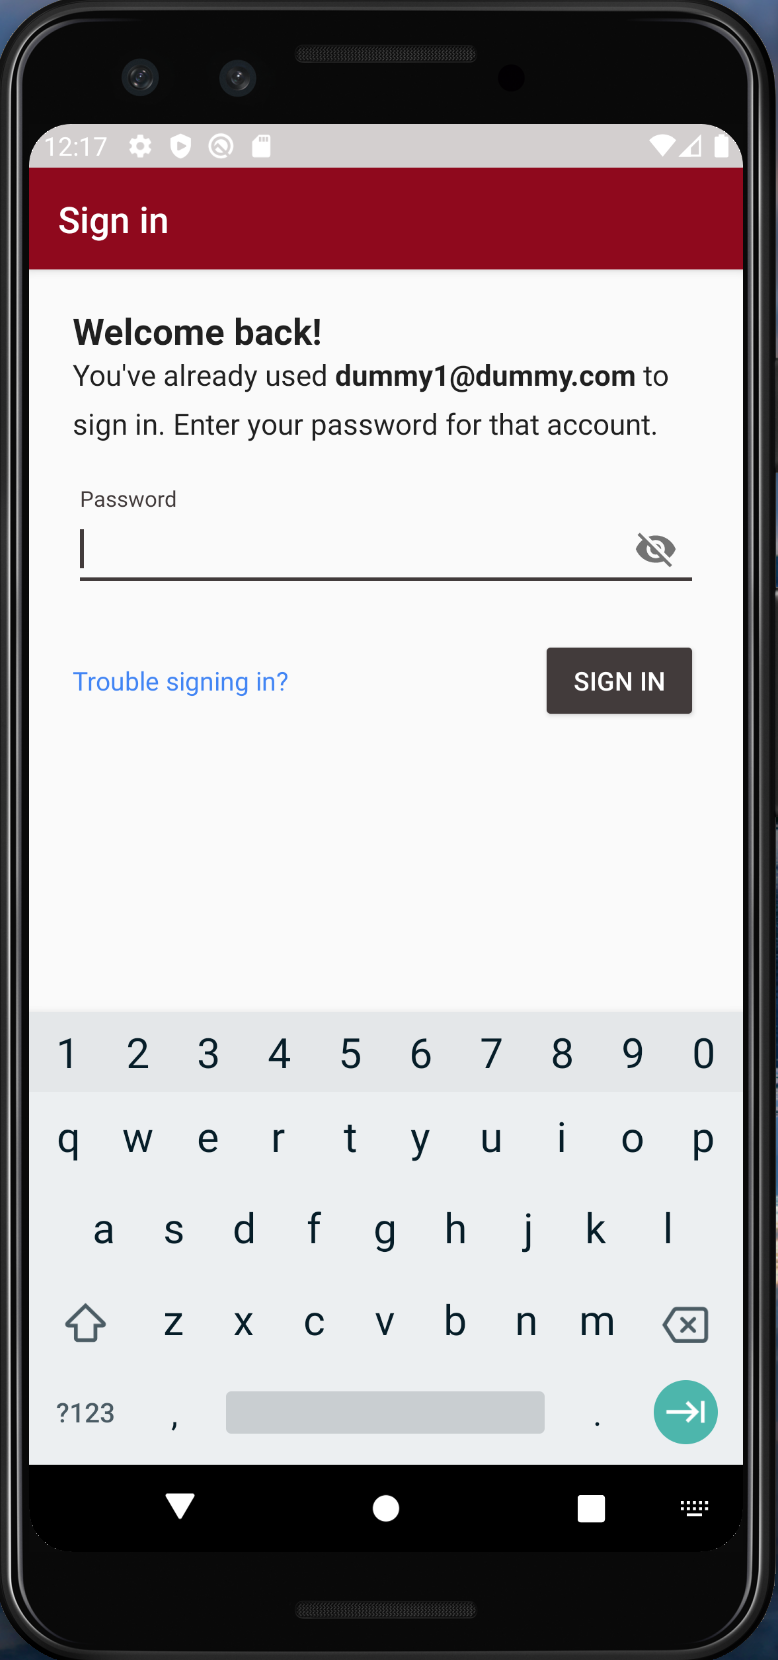 12:17
Sign in
Welcome back!
You've already used dummy1@dummy.com to
sign in. Enter your password for that account.
Password
Trouble signing in?
SIGN IN
1 2 3 4 5 6 7 8 9 0
q w e r t y u i o p
a s d f g h j k l
z x c v b n m
?123 , .